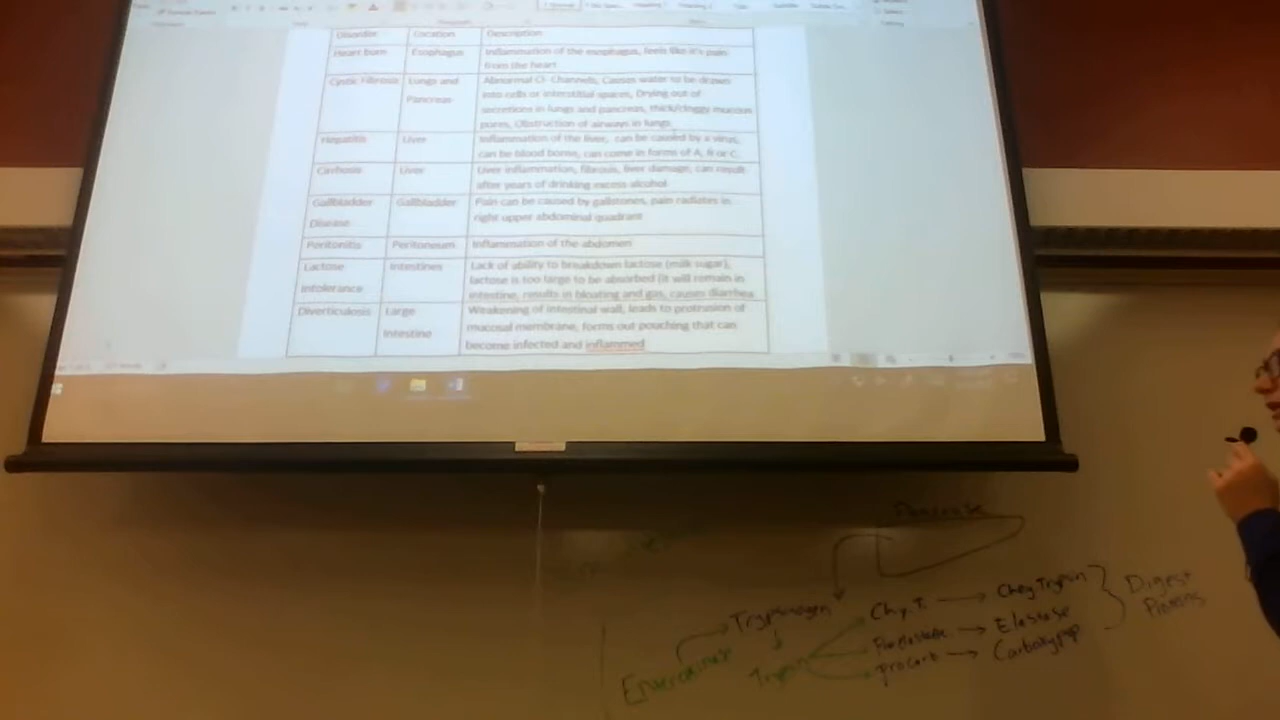 Disorder Location Description
Heart burn Esophagus Inflammation of the esophagus, feels like it's pain
from the heart
Cystic Fibrosis Lungs and
Pancreas
Abnormal Cl- Channels, Causes water to be drawn
into cells or interstitial spaces, Drying out of
secretions in lungs and pancreas, thick/clinggy mucous
Obstruction of airways in lungs
Hepatitis Liver Inflammation of the liver, can be caused by a virus,
can be blood borne, can come in forms of A, B or C
Cirrhosis Liver Liver inflammation, fibrosis, liver damage, can result
after years of drinking excess alcohol
Gallbladder
Disease
Gallbladder Pain can be caused by gallstones, pain radiates in
right upper abdominal quadrant
Peritonitis Peritoneum Inflammation of the abdomen
Lactose
Intolerance
Intestines Lack of ability to breakdown lactose (milk sugar),
lactose is too large to be absorbed (it will remain in
intestine, results in bloating and gas, causes diarrhea
Diverticulosis Large
Intestine
Weakening of intestinal wall, leads to protrusion of
mucosal membrane, forms out pouching that can
become infected and inflammed
Trypsinogen
Trypsin
Chy.T.
Elastase
Digest
Proteins